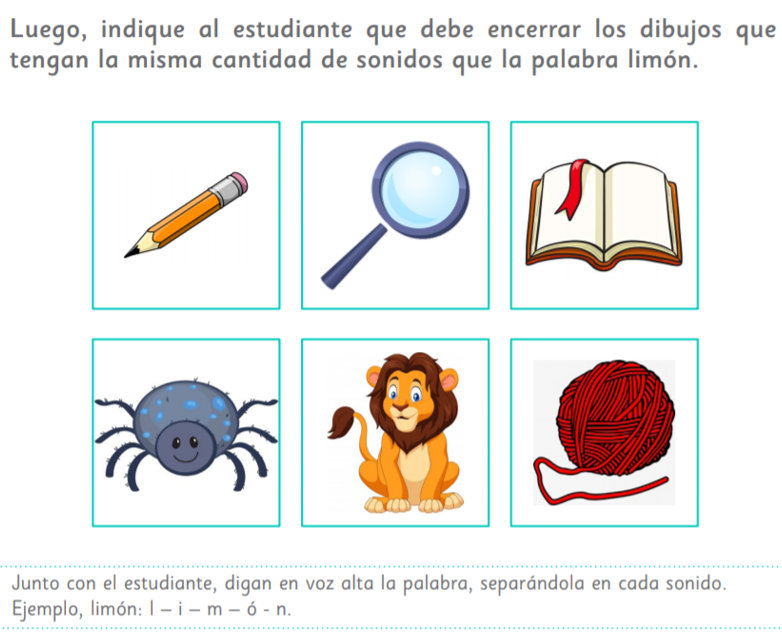 Luego, indique al estudiante que debe encerrar los dibujos que
tengan la misma cantidad de sonidos que la palabra limón.
Junto con el estudiante, digan en voz alta la palabra, separándola en cada sonido.
Ejemplo, limón: l – i – m – ó - n.